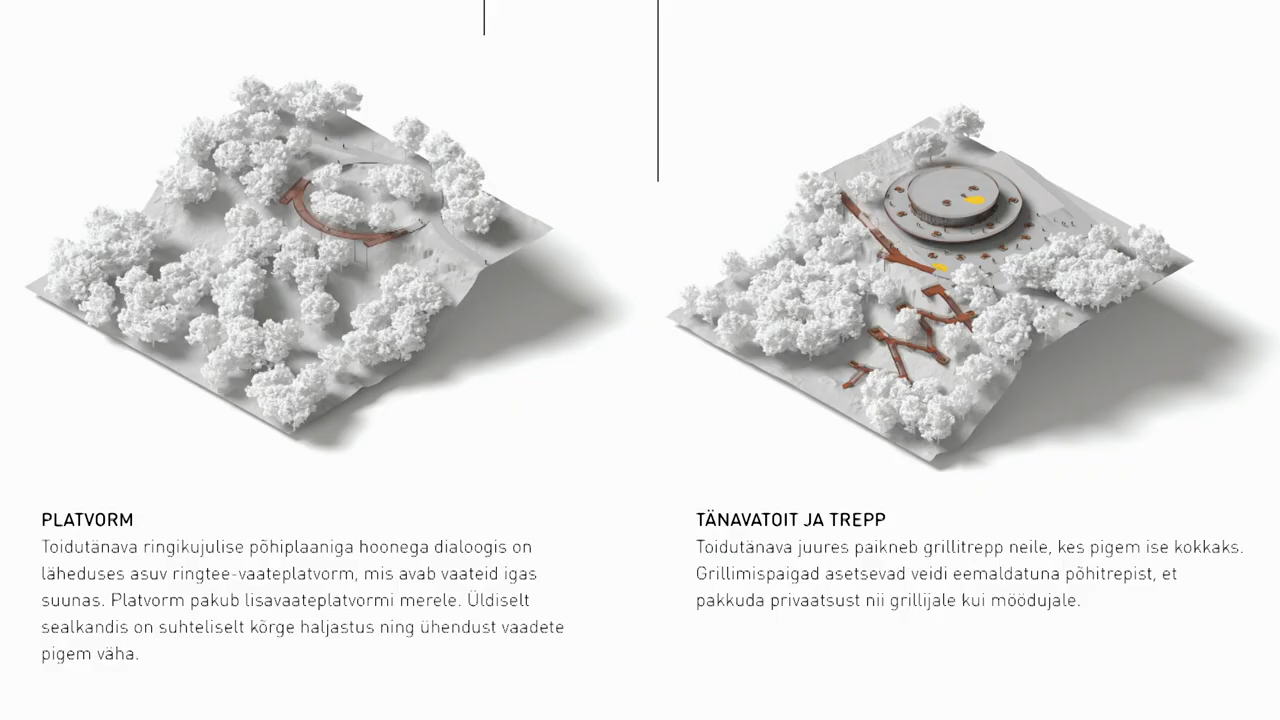 PLATVORM
Toidutänava ringikujulise põhiplaaniga hoonega dialoogis on
läheduses asuv ringtee-vaateplatvorm, mis avab vaateid igas
suunas. Platvorm pakub lisavaateplatvormi merele. Üldiselt
sealkandis on suhteliselt kõrge haljastus ning ühendust vaadete
pigem väha.
TÄNAVATOIT JA TREPP
Toidutänava juures paikneb grillitrepp neile, kes pigem ise kokkaks.
Grillimispaigad asetsevad veidi eemaldatuna põhitrepist, et
pakkuda privaatsust nii grillijale kui möödujale.